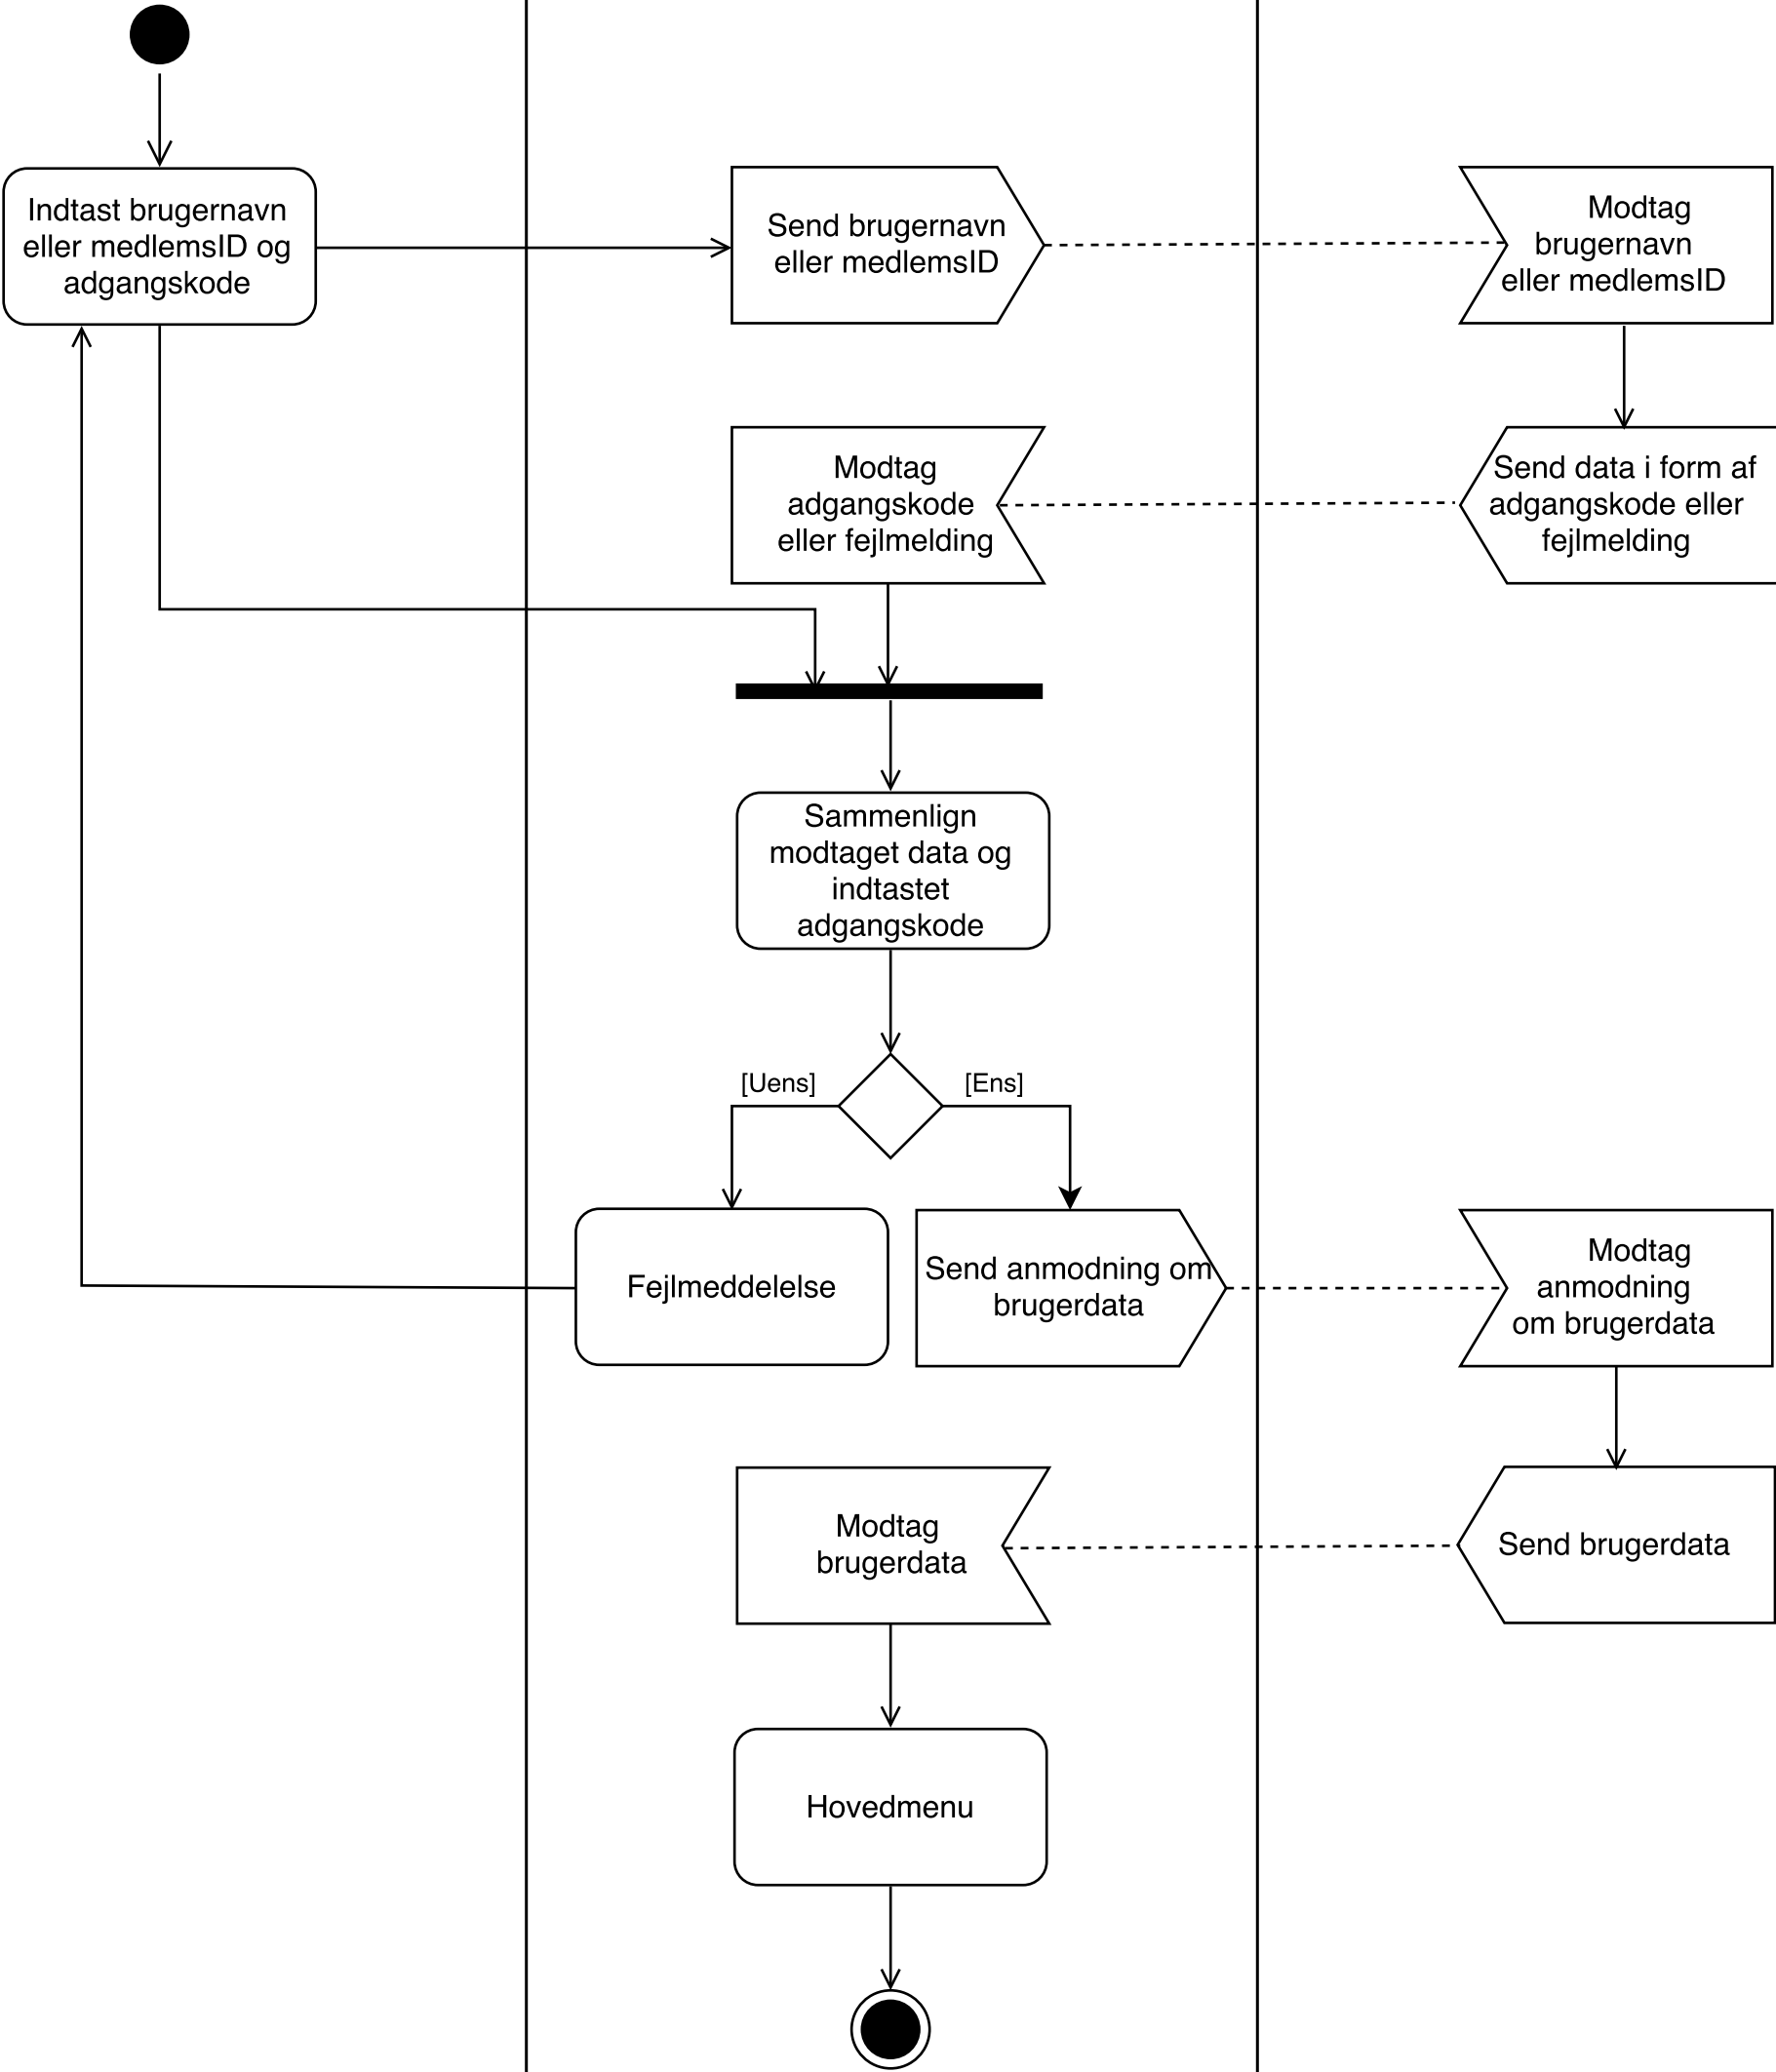 Indtast brugernavn
eller medlemsID og
adgangskode
Send brugernavn
eller medlemsID
Modtag
brugernavn
eller medlemsID
Modtag
adgangskode
eller fejlmelding
Send data i form af
adgangskode eller
fejlmelding
Sammenlign
modtaget data og
indtastet
adgangskode
[Uens]
[Ens]
Fejlmeddelelse
Send anmodning om
brugerdata
Modtag
anmodning
om brugerdata
Modtag
brugerdata
Send brugerdata
Hovedmenu